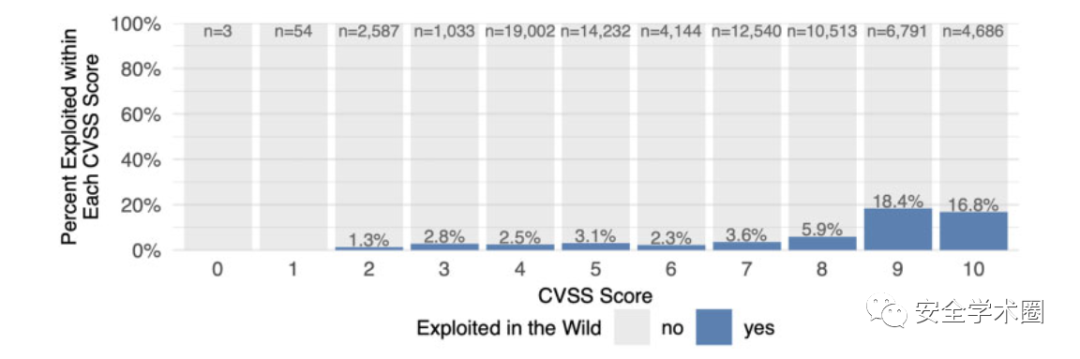 Percent Exploited within
Each CVSS Score
100%
80%
60%
40%
20%
0%
n=3 n=54 n=2,587 n=1,033 n=19,002 n=14,232 n=4,144 n=12,540 n=10,513 n=6,791 n=4,686
1.3% 2.8% 2.5% 3.1% 2.3% 3.6% 5.9% 18.4% 16.8%
0 1 2 3 4 5 6 7 8 9 10
CVSS Score
Exploited in the Wild no yes
安全学术圈